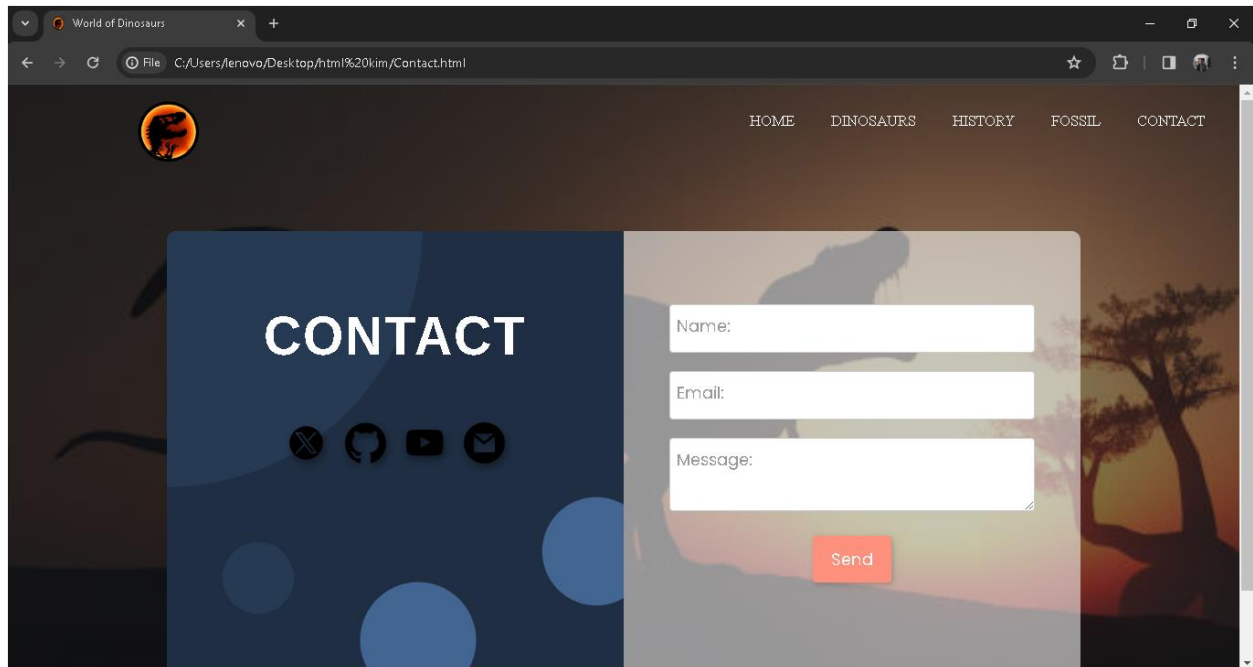 World of Dinosaurs
File C:/Users/lenovo/Desktop/html%20kim/Contact.html
HOME DINOSAURS HISTORY FOSSIL CONTACT
CONTACT
Name:
Email:
Message:
Send